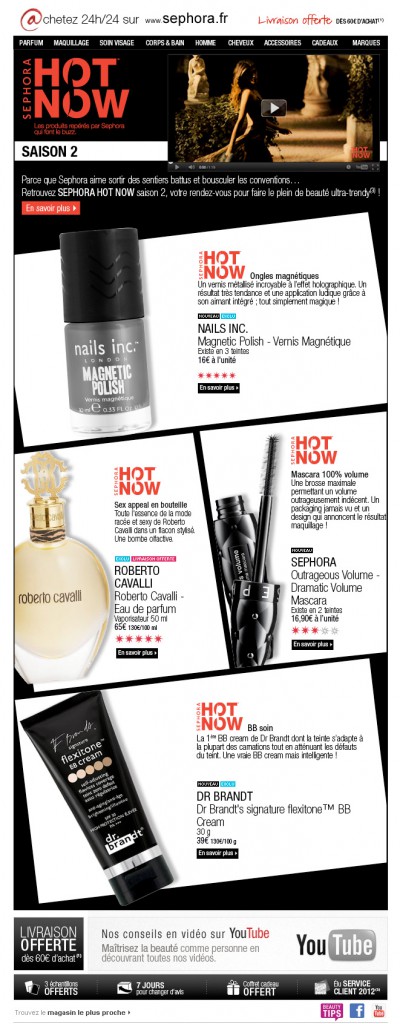 @chetez 24h/24 sur www.sephora.fr
Livraison offerte DÈS 60€ D'ACHAT(1)
PARFUM MAQUILLAGE SOIN VISAGE CORPS & BAIN HOMME CHEVEUX ACCESSOIRES CADEAUX MARQUES
SEPHORA
HOT
NOW
Les produits repérés par Sephora
qui font le buzz.
SAISON 2
HOT
NOW
Parce que Sephora aime sortir des sentiers battus et bousculer les conventions…
Retrouvez SEPHORA HOT NOW saison 2, votre rendez-vous pour faire le plein de beauté ultra-trendy(3) !
En savoir plus
nails inc.™
LONDON
MAGNETIC
POLISH
Vernis magnétique
10 ml e 0.33 fl oz
SEPHORA
HOT
NOW
Ongles magnétiques
Un vernis métallisé incroyable à l'effet holographique. Un
résultat très tendance et une application ludique grâce à
son aimant intégré ; tout simplement magique !
NOUVEAU EXCLU
NAILS INC.
Magnetic Polish - Vernis Magnétique
Existe en 3 teintes
16€ à l'unité
En savoir plus
SEPHORA
HOT
NOW
Sex appeal en bouteille
Toute l'essence de la mode
racée et sexy de Roberto
Cavalli dans un flacon stylisé.
Une bombe olfactive.
EXCLU LIVRAISON OFFERTE
ROBERTO
CAVALLI
Roberto Cavalli -
Eau de parfum
Vaporisateur 50 ml
65€ 130€/100 ml
En savoir plus
roberto cavalli
SEPHORA
HOT
NOW
Mascara 100% volume
Une brosse maximale
permettant un volume
outrageusement indécent. Un
packaging jamais vu et un
design qui annoncent le résultat
maquillage !
NOUVEAU
SEPHORA
Outrageous Volume -
Dramatic Volume
Mascara
Existe en 2 teintes
16,90€ à l'unité
En savoir plus
SEPHORA
HOT
NOW
BB soin
La 1ère BB cream de Dr Brandt dont la teinte s'adapte à
la plupart des carnations tout en atténuant les défauts
du teint. Une vraie BB cream mais intelligente !
NOUVEAU EXCLU
DR BRANDT
Dr Brandt's signature flexitone™ BB
Cream
30 g
39€ 130€/100 g
En savoir plus
signature
flexitone™
BB cream
dr.
brandt
LIVRAISON
OFFERTE
dès 60€ d'achat(1)
Nos conseils en vidéo sur YouTube
Maîtrisez la beauté comme personne en
découvrant toutes nos vidéos.
YouTube
3 échantillons
OFFERTS
7 JOURS
pour changer d'avis
Coffret cadeau
OFFERT
Élu SERVICE
CLIENT 2012
Trouvez le magasin le plus proche
BEAUTY
TIPS
f
You
Tube